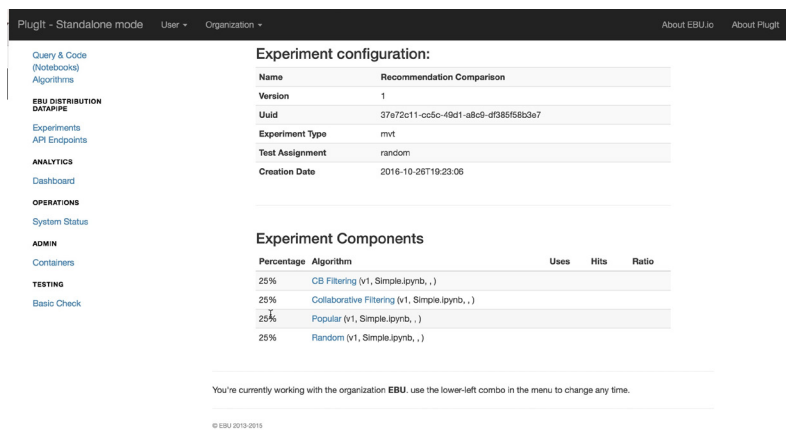 PlugIt - Standalone mode User Organization About EBU.io About PlugIt
Query & Code
(Notebooks)
Algorithms
EBU DISTRIBUTION
DATAPIPE
Experiments
API Endpoints
ANALYTICS
Dashboard
OPERATIONS
System Status
ADMIN
Containers
TESTING
Basic Check
Experiment configuration:
Name Recommendation Comparison
Version 1
Uuid 37e72c11-cc5c-49d1-a8c9-df385f58b3e7
Experiment Type mvt
Test Assignment random
Creation Date 2016-10-26T19:23:06
Experiment Components
Percentage Algorithm Uses Hits Ratio
25% CB Filtering (v1, Simple.ipynb, , )
25% Collaborative Filtering (v1, Simple.ipynb, , )
25% Popular (v1, Simple.ipynb, , )
25% Random (v1, Simple.ipynb, , )
You're currently working with the organization EBU. use the lower-left combo in the menu to change any time.
© EBU 2013-2015